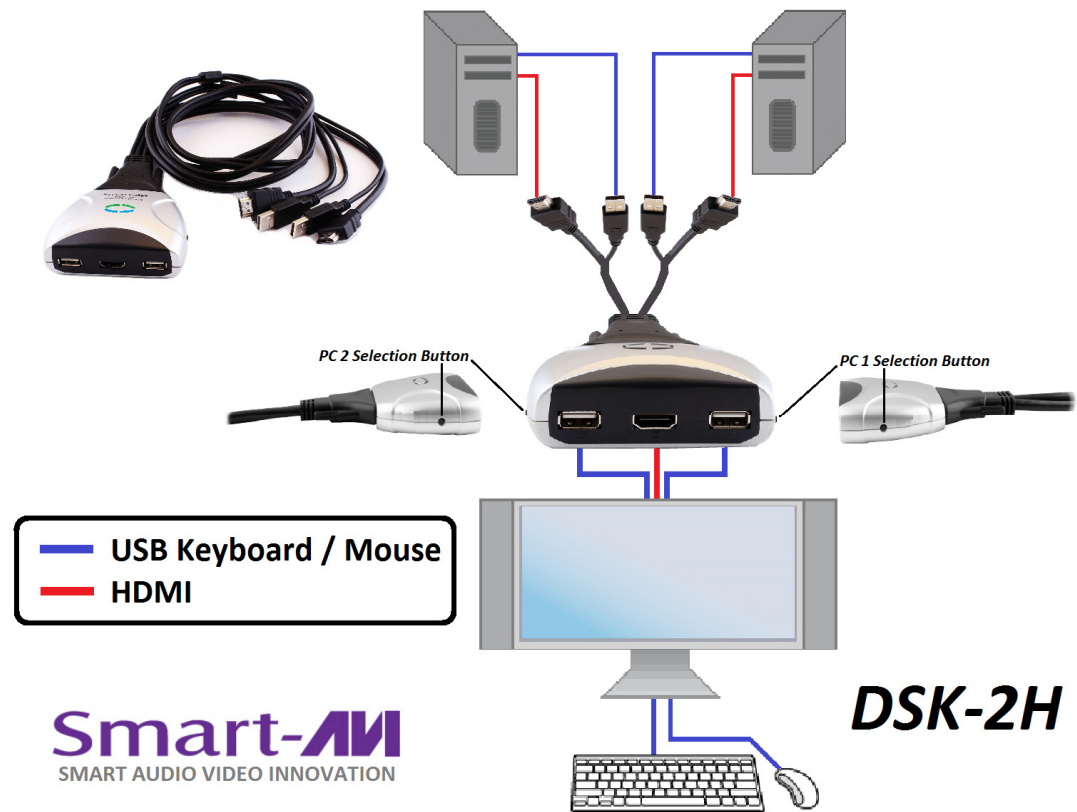 PC 2 Selection Button
PC 1 Selection Button
USB Keyboard / Mouse
HDMI
DSK-2H
Smart-AVI
SMART AUDIO VIDEO INNOVATION